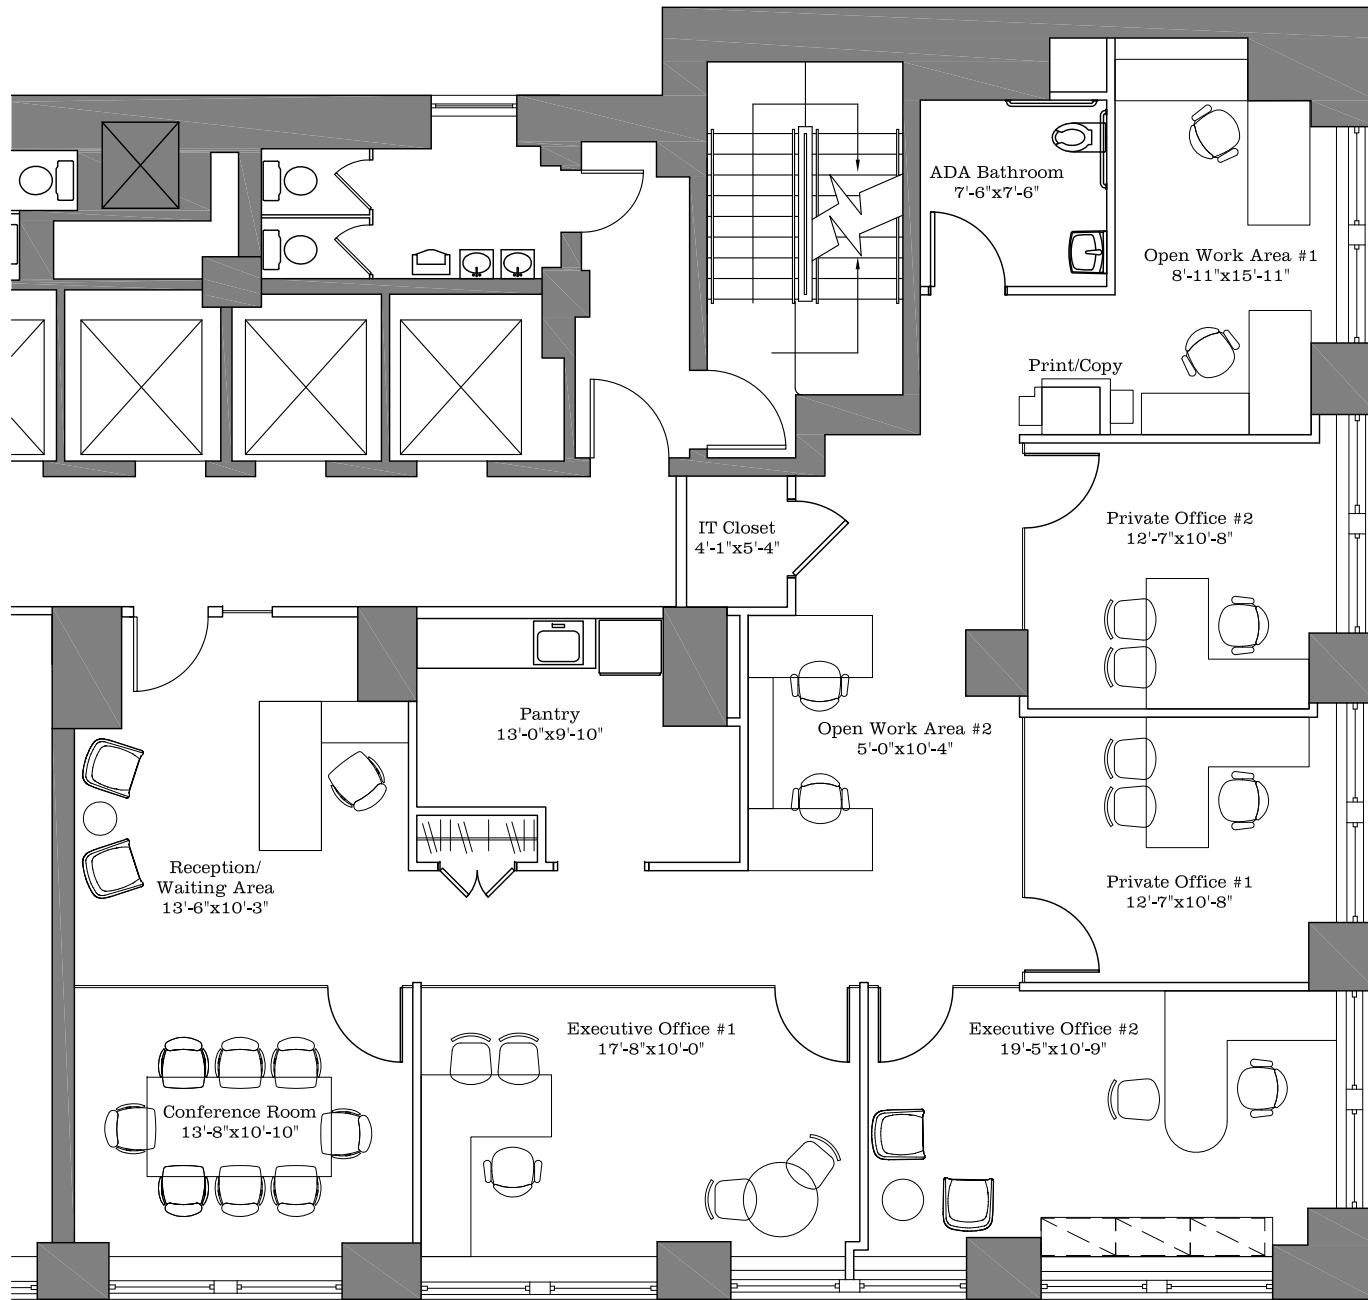 ADA Bathroom
7'-6"x7'-6"
Open Work Area #1
8'-11"x15'-11"
Print/Copy
IT Closet
4'-1"x5'-4"
Private Office #2
12'-7"x10'-8"
Pantry
13'-0"x9'-10"
Open Work Area #2
5'-0"x10'-4"
Reception/
Waiting Area
13'-6"x10'-3"
Private Office #1
12'-7"x10'-8"
Executive Office #1
17'-8"x10'-0"
Executive Office #2
19'-5"x10'-9"
Conference Room
13'-8"x10'-10"